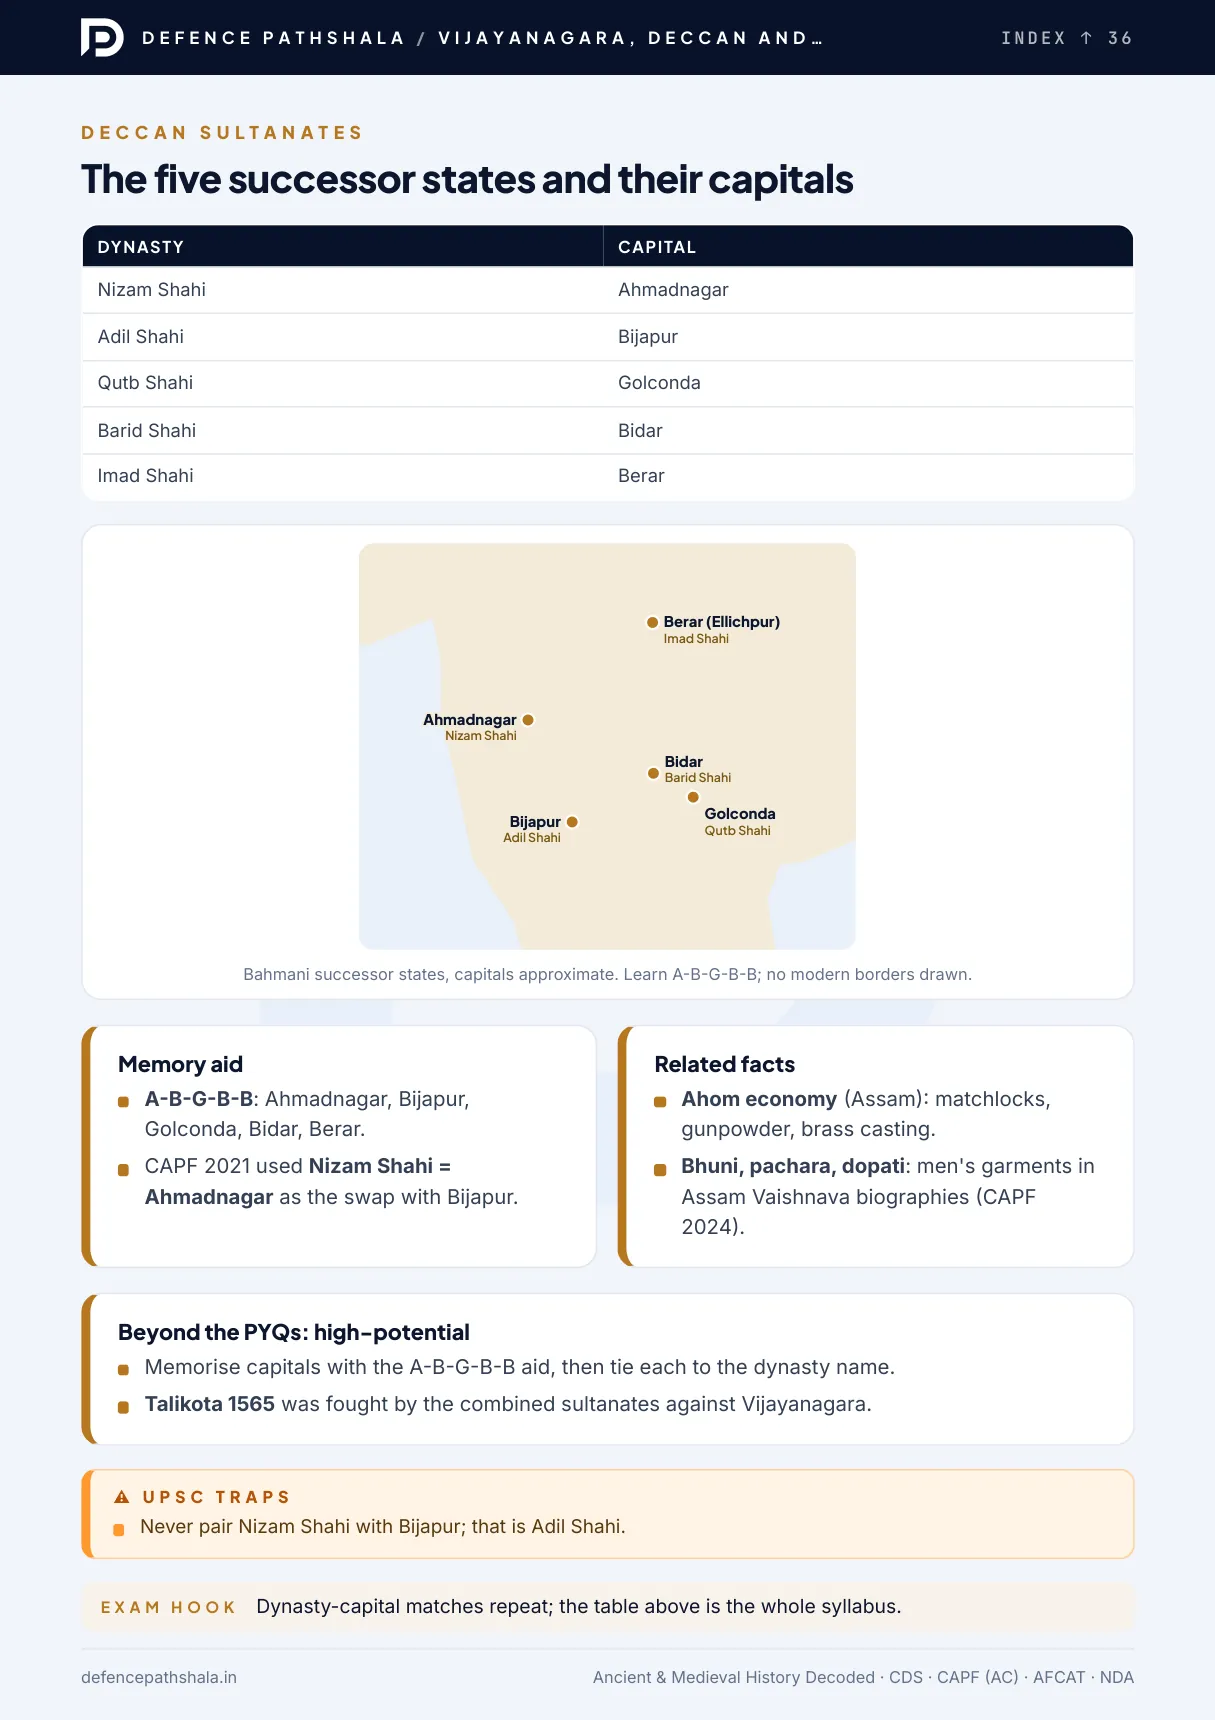 DEFENCE PATHSHALA / VIJAYANAGARA, DECCAN AND…
INDEX ↑ 36
DECCAN SULTANATES
The five successor states and their capitals
DYNASTY CAPITAL
Nizam Shahi Ahmadnagar
Adil Shahi Bijapur
Qutb Shahi Golconda
Barid Shahi Bidar
Imad Shahi Berar
Berar (Ellichpur)
Imad Shahi
Ahmadnagar
Nizam Shahi
Bidar
Barid Shahi
Golconda
Qutb Shahi
Bijapur
Adil Shahi
Bahmani successor states, capitals approximate. Learn A-B-G-B-B; no modern borders drawn.
Memory aid
A-B-G-B-B: Ahmadnagar, Bijapur,
Golconda, Bidar, Berar.
CAPF 2021 used Nizam Shahi =
Ahmadnagar as the swap with Bijapur.
Related facts
Ahom economy (Assam): matchlocks,
gunpowder, brass casting.
Bhuni, pachara, dopati: men's garments in
Assam Vaishnava biographies (CAPF
2024).
Beyond the PYQs: high-potential
Memorise capitals with the A-B-G-B-B aid, then tie each to the dynasty name.
Talikota 1565 was fought by the combined sultanates against Vijayanagara.
⚠ UPSC TRAPS
Never pair Nizam Shahi with Bijapur; that is Adil Shahi.
EXAM HOOK Dynasty-capital matches repeat; the table above is the whole syllabus.
defencepathshala.in
Ancient & Medieval History Decoded · CDS · CAPF (AC) · AFCAT · NDA